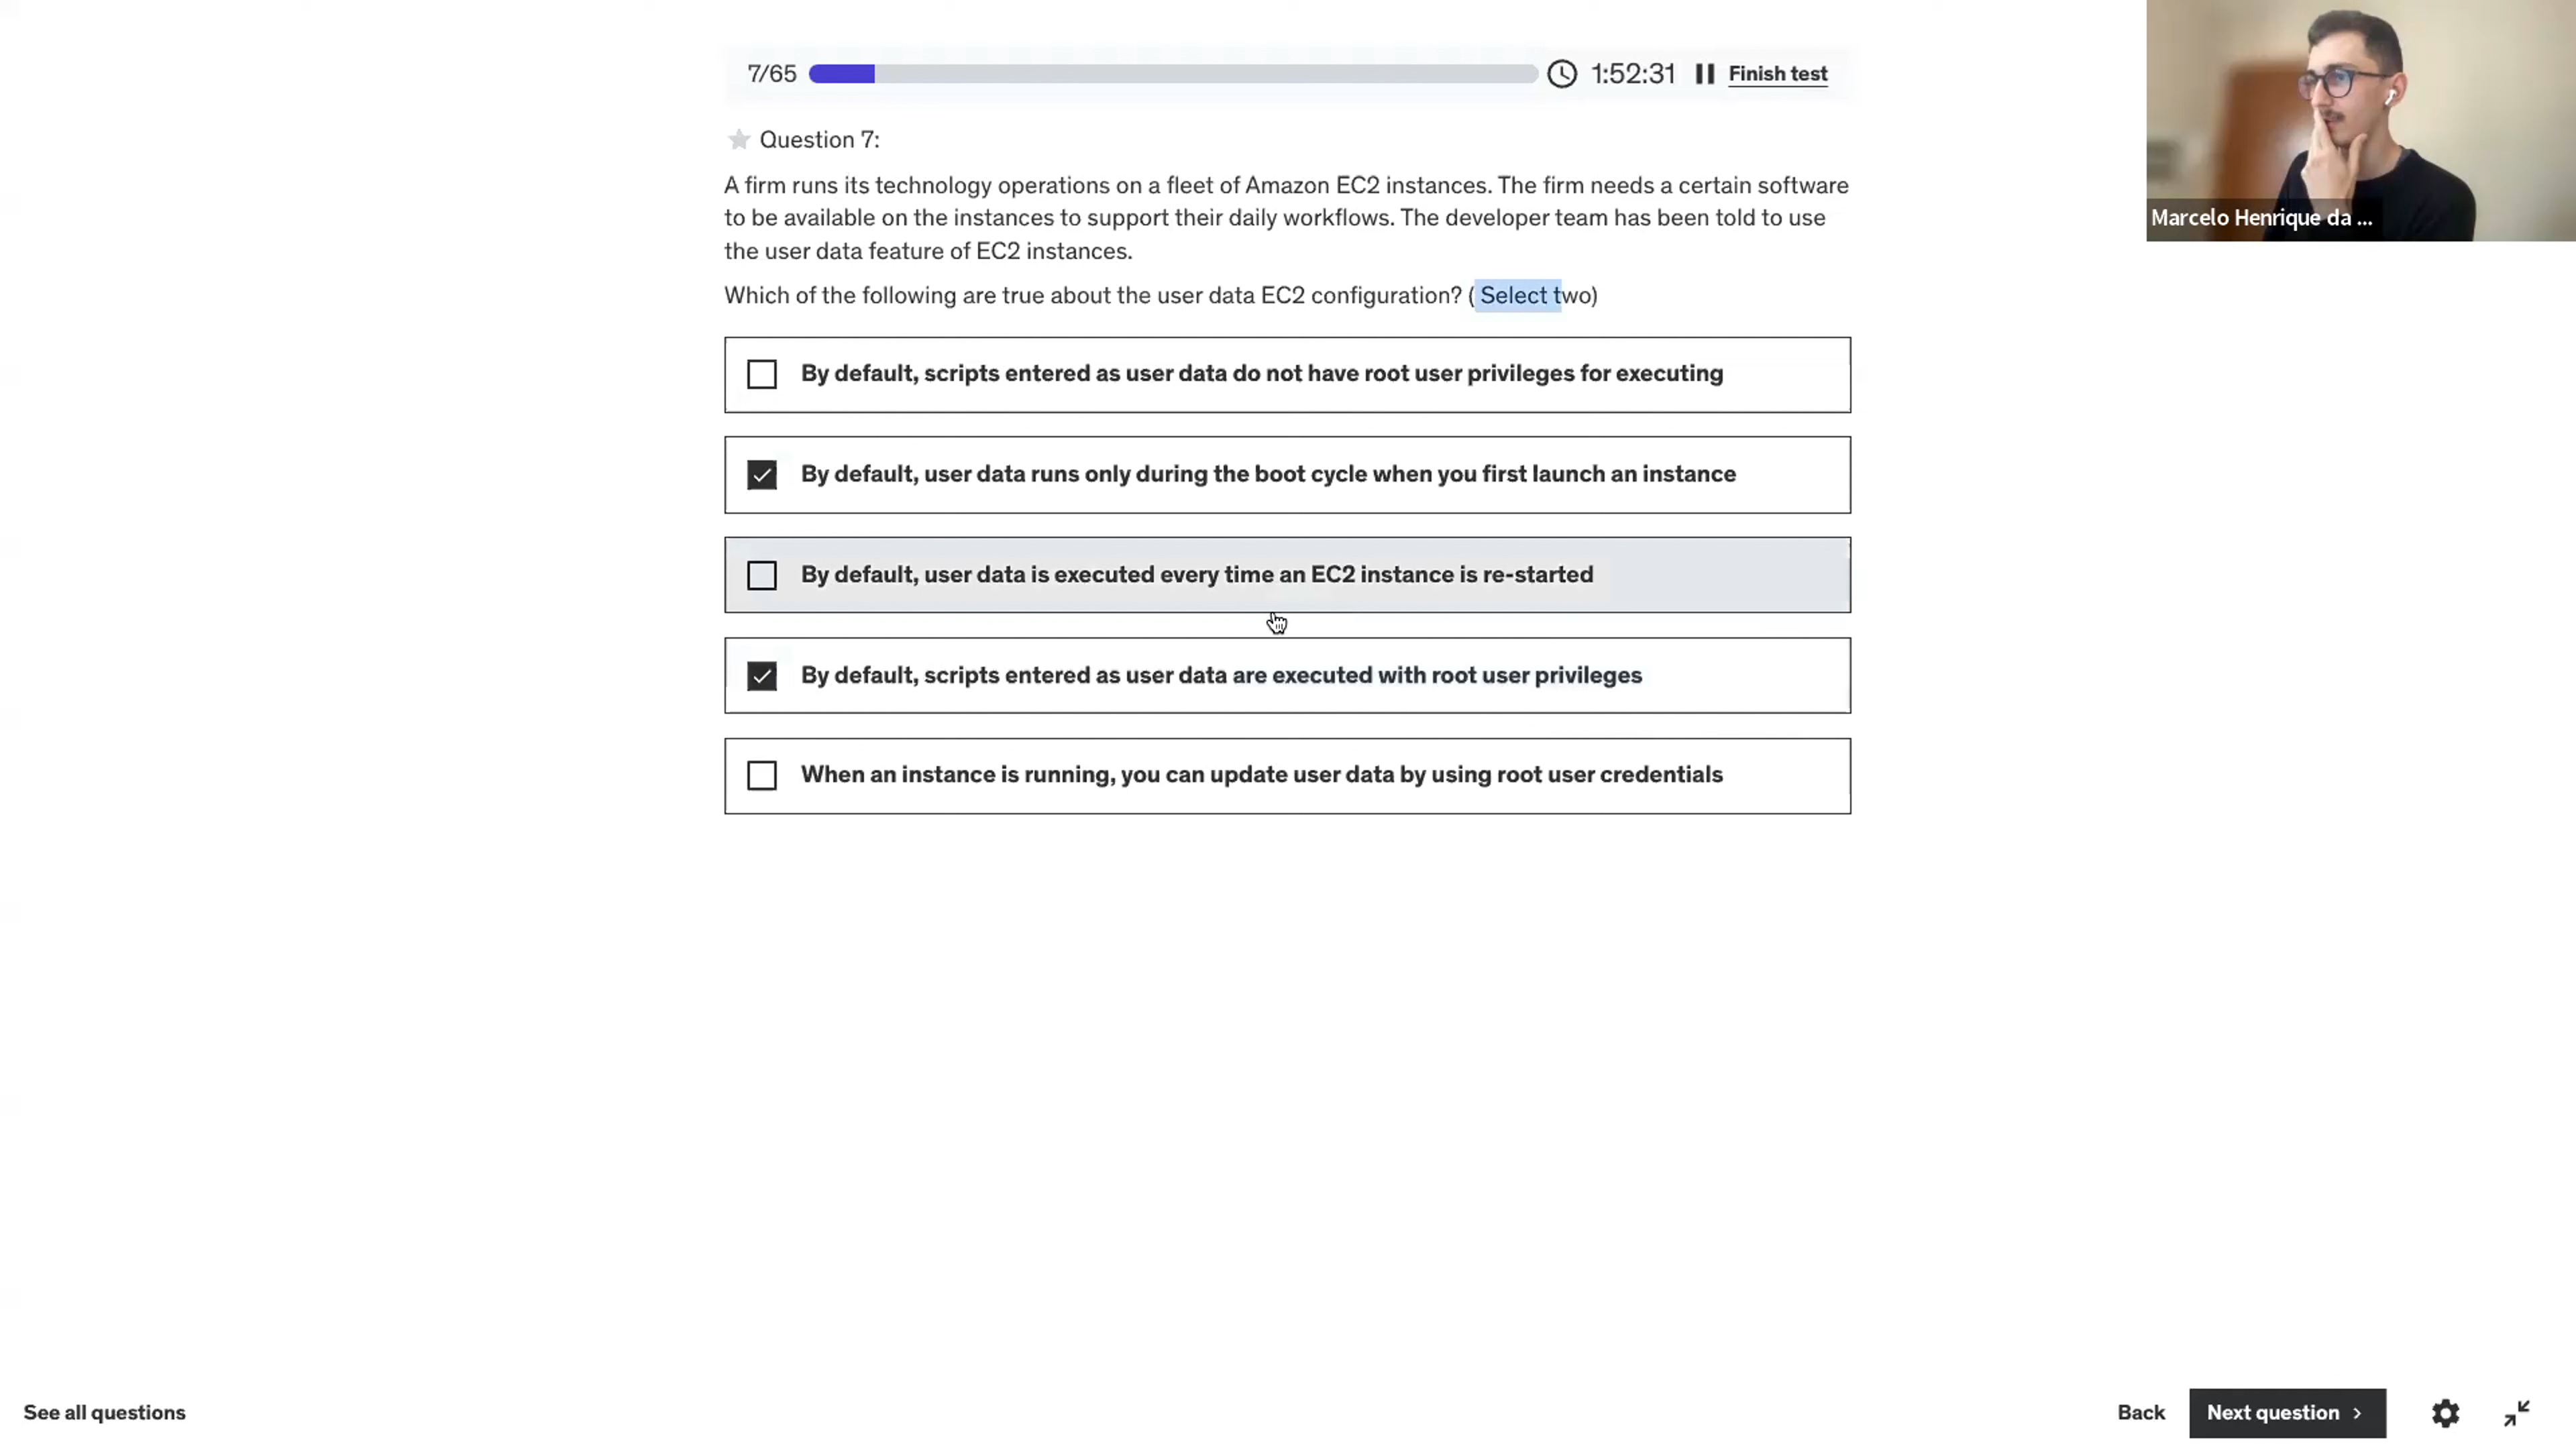 7/65
1:52:31
Finish test
Question 7:
A firm runs its technology operations on a fleet of Amazon EC2 instances. The firm needs a certain software
to be available on the instances to support their daily workflows. The developer team has been told to use
the user data feature of EC2 instances.
Which of the following are true about the user data EC2 configuration? ( Select two)
By default, scripts entered as user data do not have root user privileges for executing
By default, user data runs only during the boot cycle when you first launch an instance
By default, user data is executed every time an EC2 instance is re-started
By default, scripts entered as user data are executed with root user privileges
When an instance is running, you can update user data by using root user credentials
Marcelo Henrique da ...
See all questions
Back
Next question